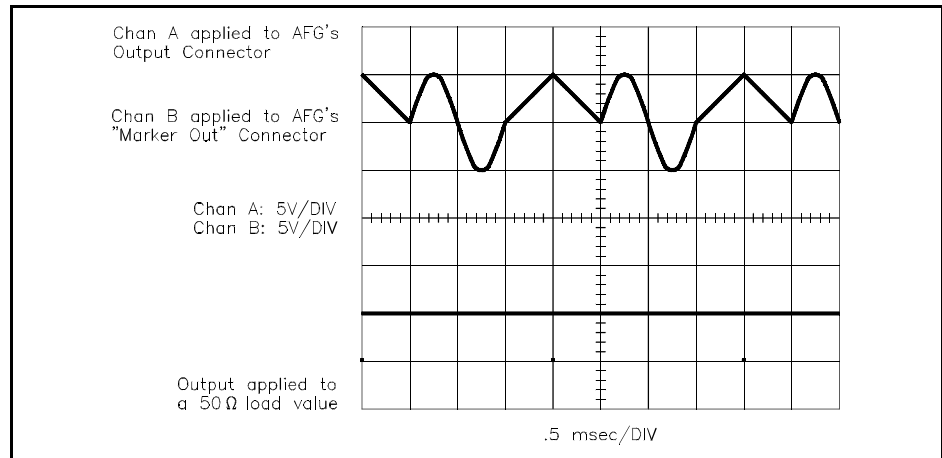 Chan A applied to AFG's
Output Connector
Chan B applied to AFG's
"Marker Out" Connector
Chan A: 5V/DIV
Chan B: 5V/DIV
Output applied to
a 50Ω load value
.5 msec/DIV